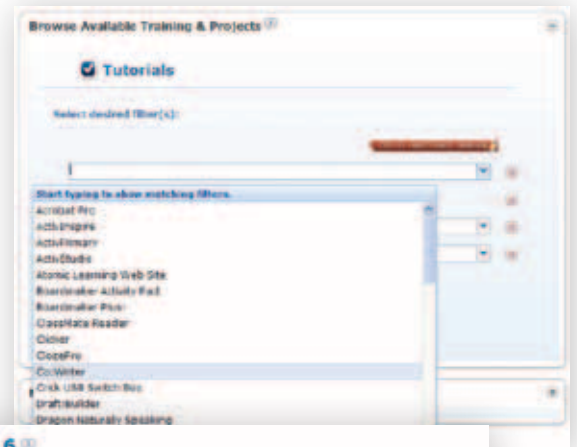 Browse Available Training & Projects
Tutorials
Select desired filter(s):
Start typing to show matching filters.
Acrobat Pro
ActivInspire
ActivPrimary
ActivStudio
Atomic Learning Web Site
Boardmaker Activity Pad
Boardmaker Plus!
ClassMate Reader
Clicker
ClozePro
Co:Writer
Crick USB Switch Box
Draft:Builder
Dragon Naturally Speaking
6